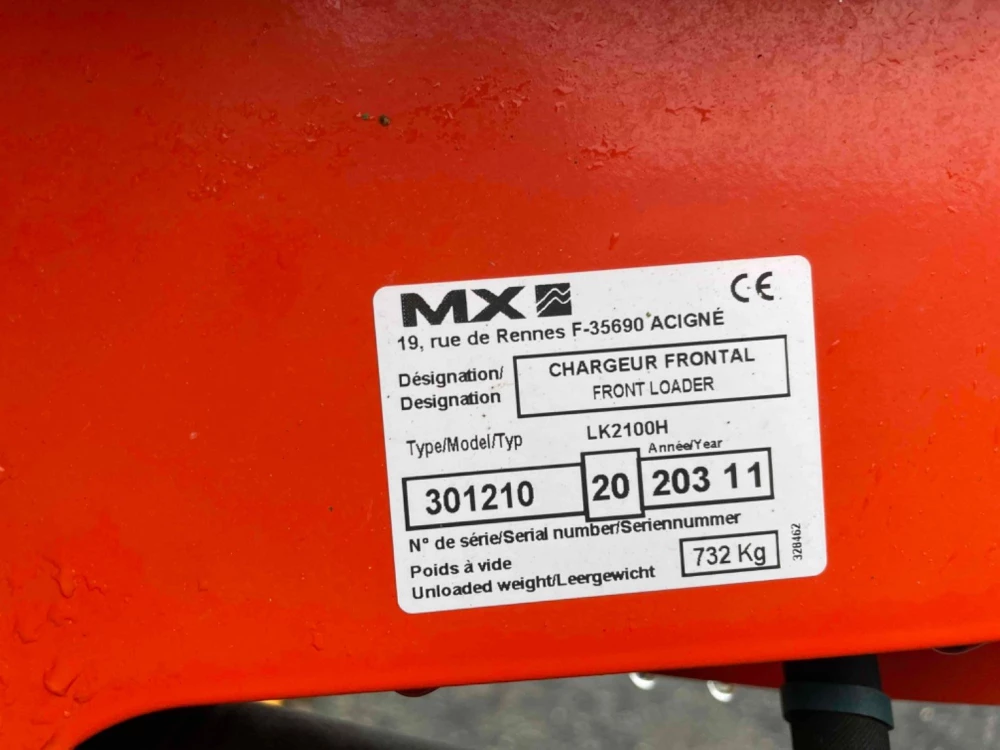 MX CE
19, rue de Rennes F-35690 ACIGNÉ
Désignation/
Designation
CHARGEUR FRONTAL
FRONT LOADER
Type/Model/Typ LK2100H
Année/Year
301210 20 203 11
N° de série/Serial number/Seriennummer
Poids à vide
Unloaded weight/Leergewicht
732 Kg
328462